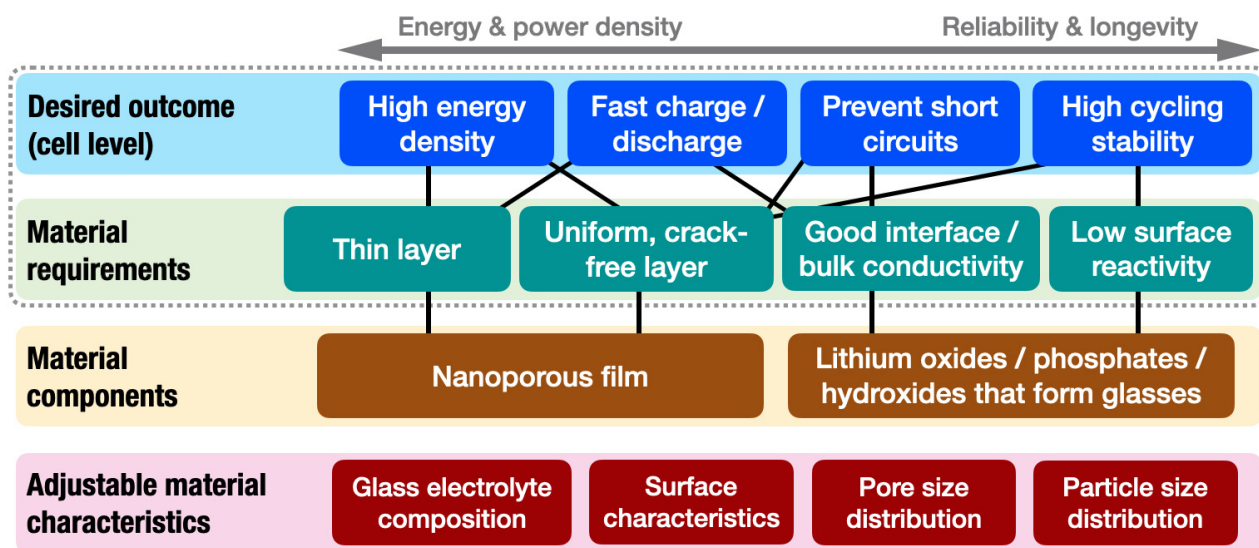 Energy & power density
Reliability & longevity
Desired outcome
(cell level)
High energy
density
Fast charge /
discharge
Prevent short
circuits
High cycling
stability
Material
requirements
Thin layer
Uniform, crack-
free layer
Good interface /
bulk conductivity
Low surface
reactivity
Material
components
Nanoporous film
Lithium oxides / phosphates /
hydroxides that form glasses
Adjustable material
characteristics
Glass electrolyte
composition
Surface
characteristics
Pore size
distribution
Particle size
distribution